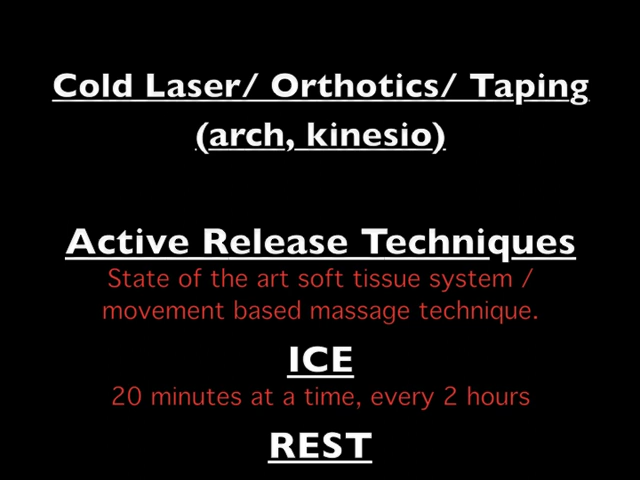 Cold Laser/ Orthotics/ Taping
(arch, kinesio)
Active Release Techniques
State of the art soft tissue system /
movement based massage technique.
ICE
20 minutes at a time, every 2 hours
REST